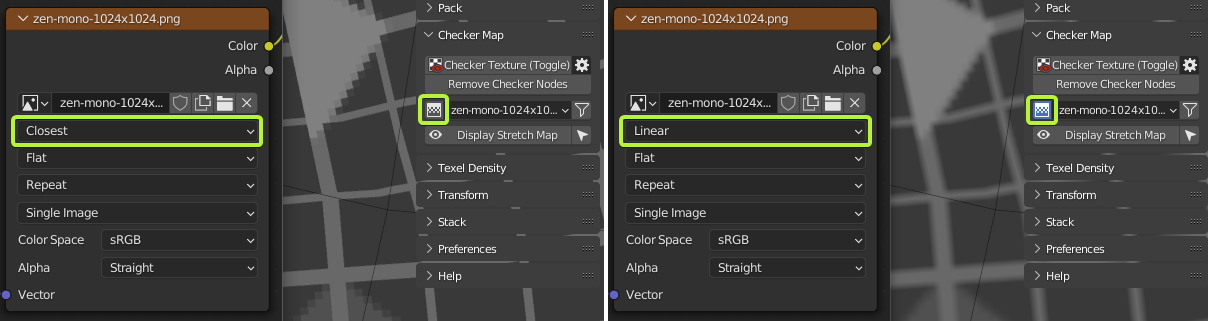 zen-mono-1024x1024.png
Color
Alpha
zen-mono-1024x...
Closest
Flat
Repeat
Single Image
Color Space sRGB
Alpha Straight
Vector
Pack
Checker Map
Checker Texture (Toggle)
Remove Checker Nodes
zen-mono-1024x10...
Display Stretch Map
Texel Density
Transform
Stack
Preferences
Help
zen-mono-1024x1024.png
Color
Alpha
zen-mono-1024x...
Linear
Flat
Repeat
Single Image
Color Space sRGB
Alpha Straight
Vector
Pack
Checker Map
Checker Texture (Toggle)
Remove Checker Nodes
zen-mono-1024x10...
Display Stretch Map
Texel Density
Transform
Stack
Preferences
Help